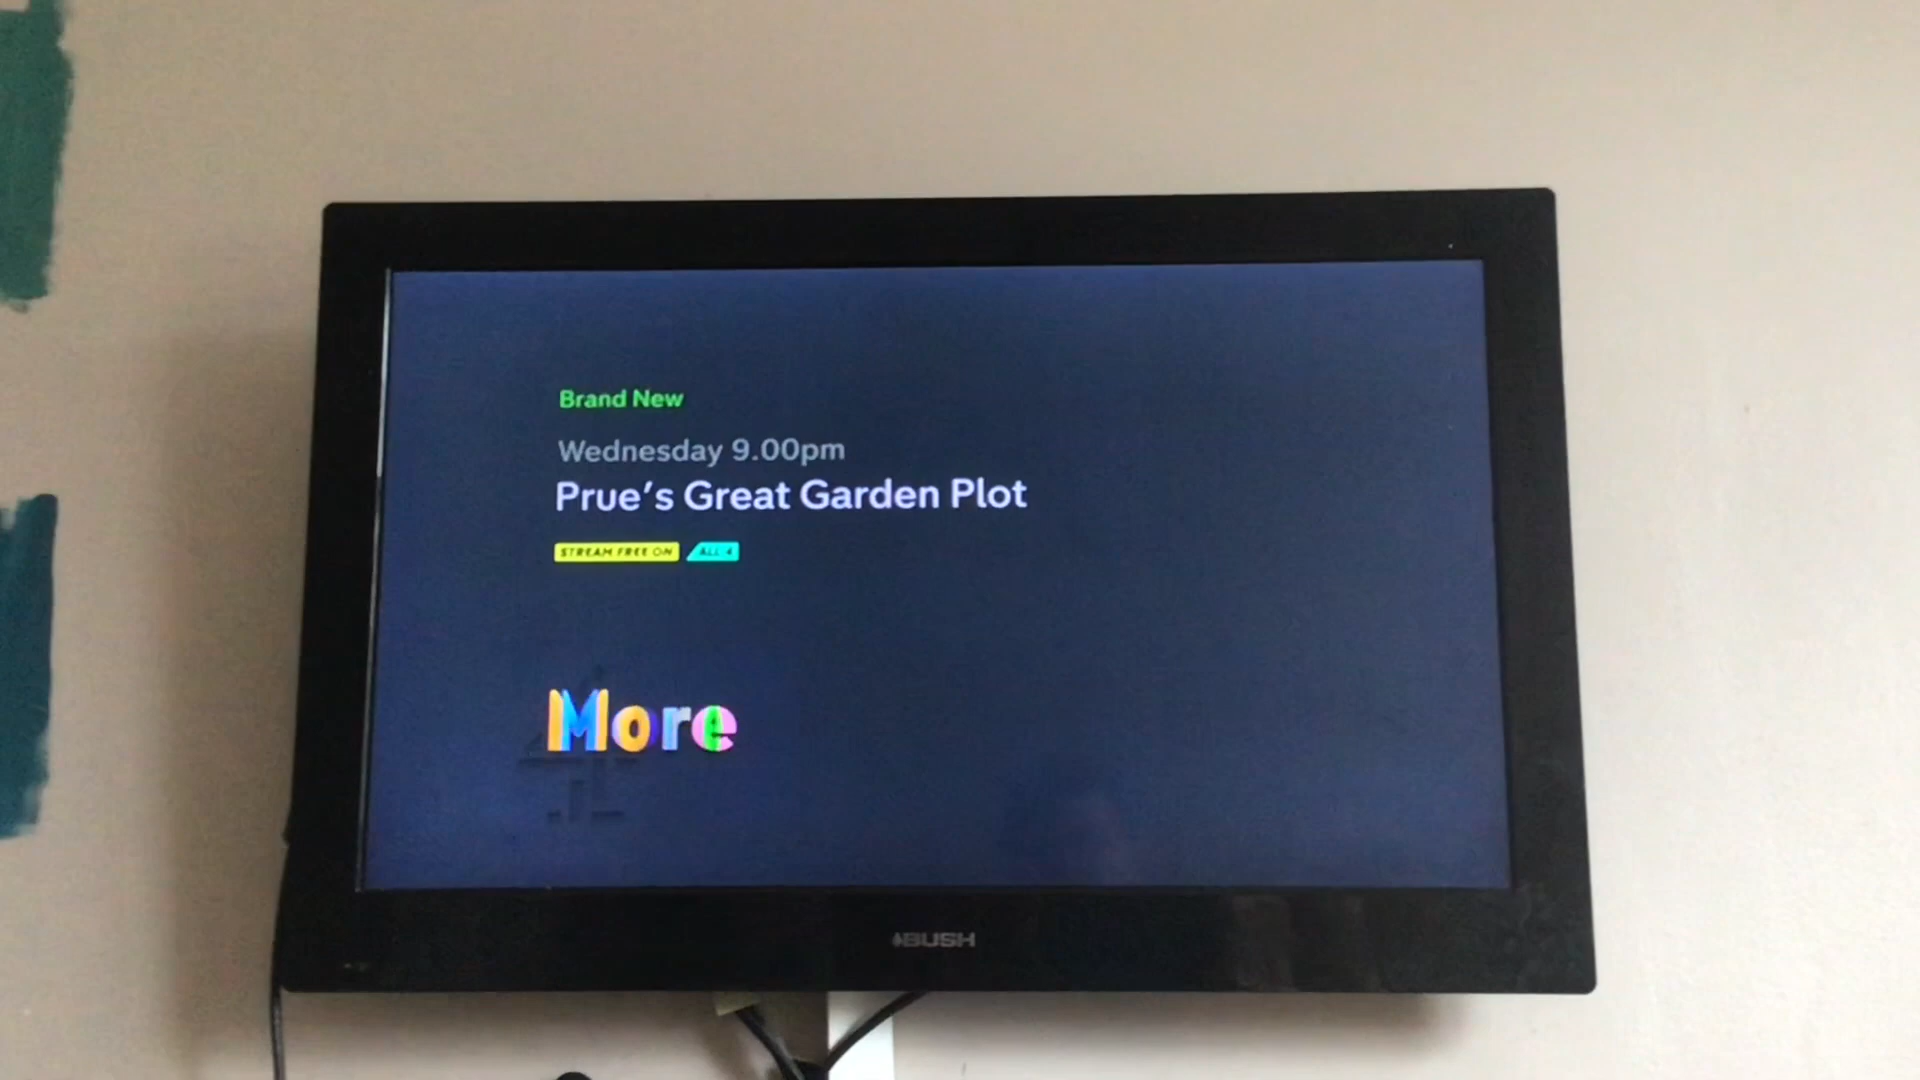 Brand New
Wednesday 9.00pm
Prue's Great Garden Plot
STREAM FREE ON ALL 4
More
BUSH